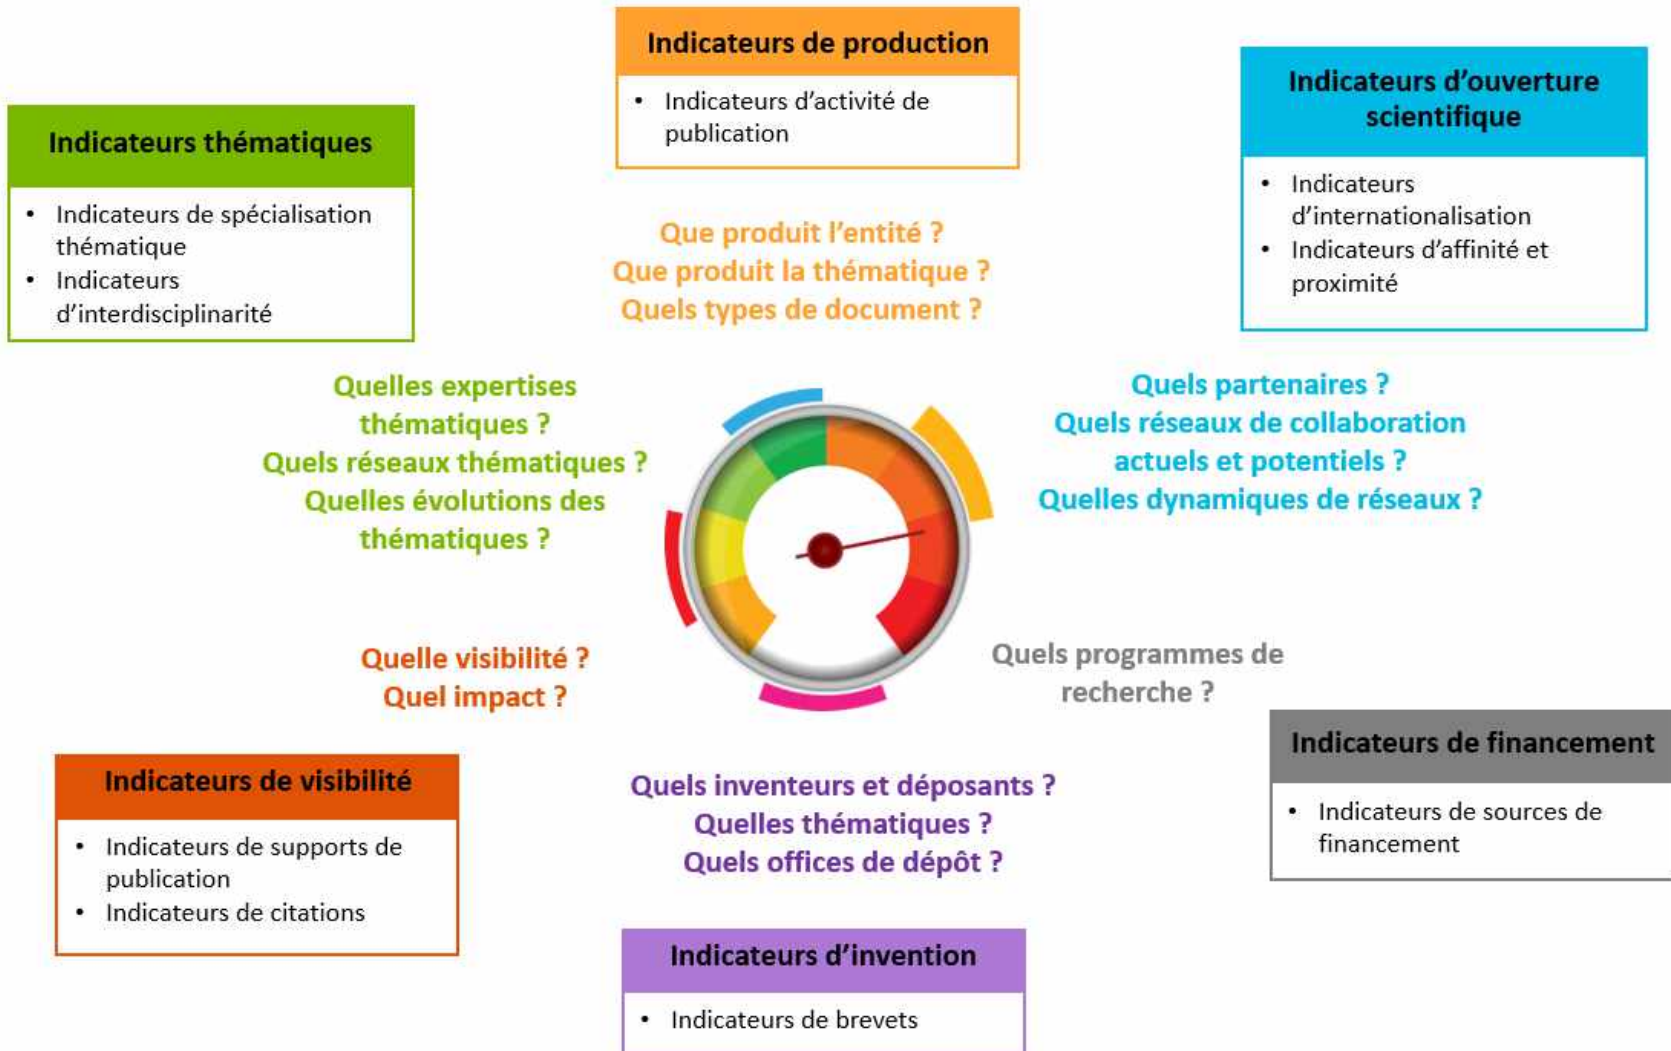 Indicateurs de production
• Indicateurs d'activité de
publication
Que produit l'entité ?
Que produit la thématique ?
Quels types de document ?
Indicateurs d'ouverture
scientifique
• Indicateurs
d'internationalisation
• Indicateurs d'affinité et
proximité
Quels partenaires ?
Quels réseaux de collaboration
actuels et potentiels ?
Quelles dynamiques de réseaux ?
Indicateurs thématiques
• Indicateurs de spécialisation
thématique
• Indicateurs
d'interdisciplinarité
Quelles expertises
thématiques ?
Quels réseaux thématiques ?
Quelles évolutions des
thématiques ?
Quelle visibilité ?
Quel impact ?
Indicateurs de visibilité
• Indicateurs de supports de
publication
• Indicateurs de citations
Quels inventeurs et déposants ?
Quelles thématiques ?
Quels offices de dépôt ?
Indicateurs d'invention
• Indicateurs de brevets
Quels programmes de
recherche ?
Indicateurs de financement
• Indicateurs de sources de
financement